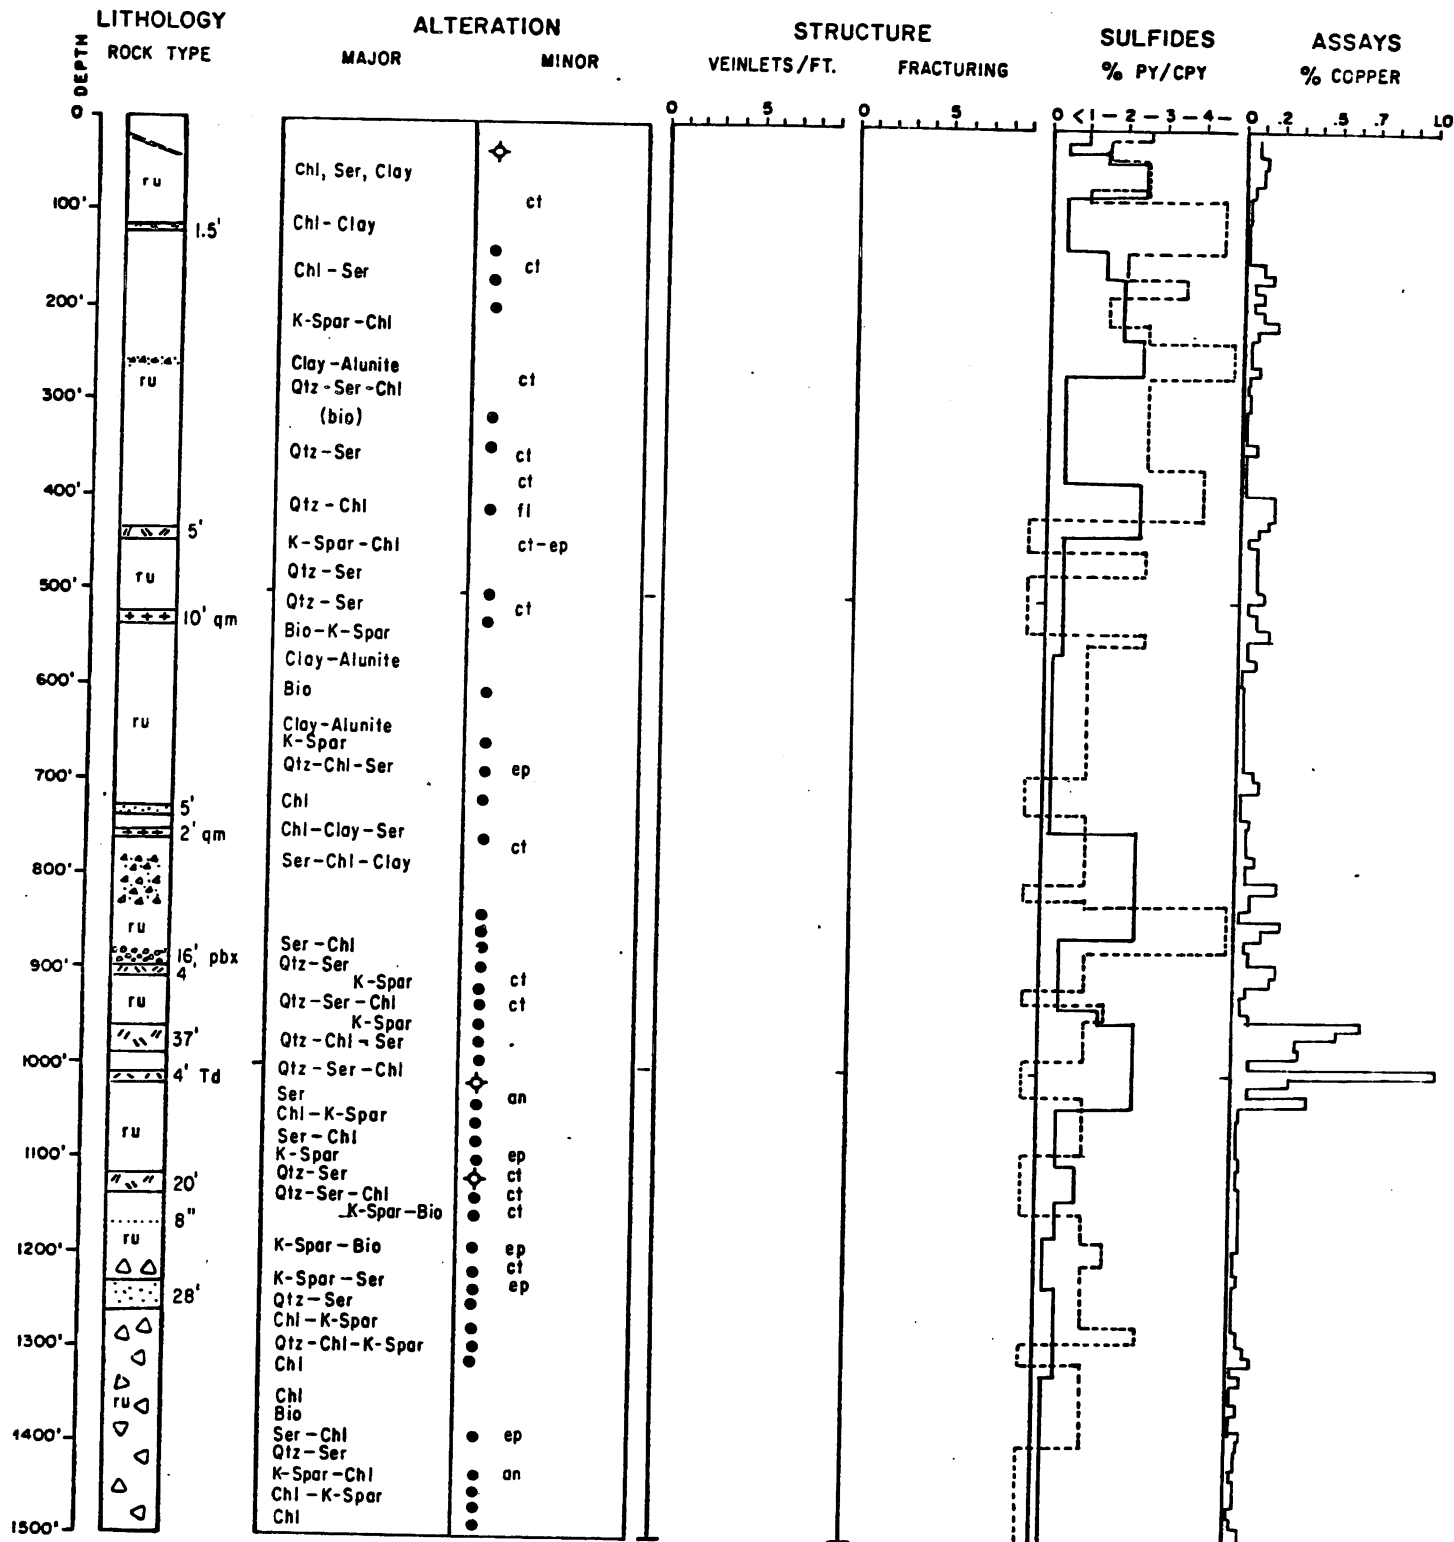 LITHOLOGY ALTERATION STRUCTURE SULFIDES ASSAYS
DEPTH ROCK TYPE MAJOR MINOR VEINLETS/FT. FRACTURING % PY/CPY % COPPER
0 0 5 0 5 0 <1 2 3 4 0 .2 .5 .7 1.0
Chl, Ser, Clay
ru
100' ct
1.5' Chl-Clay
Chl-Ser ct
200'
K-Spar-Chl
Clay-Alunite
ru Qtz-Ser-Chl ct
300'
(bio)
Qtz-Ser ct
ct
400'
Qtz-Chl fl
5'
K-Spar-Chl ct-ep
ru Qtz-Ser
500'
Qtz-Ser ct
10' qm
Bio-K-Spar
Clay-Alunite
600' Bio
ru Clay-Alunite
K-Spar
Qtz-Chl-Ser ep
700'
5' Chl
2' qm Chl-Clay-Ser ct
Ser-Chl-Clay
800'
ru
16' pbx Ser-Chl
900' Qtz-Ser
4'
K-Spar ct
ru Qtz-Ser-Chl ct
K-Spar
37' Qtz-Chl-Ser
1000'
4' Td Qtz-Ser-Chl
Ser an
Chl-K-Spar
ru Ser-Chl
1100' K-Spar ep
Qtz-Ser ct
20' Qtz-Ser-Chl ct
K-Spar-Bio ct
8"
ru
1200' K-Spar-Bio ep
ct
K-Spar-Ser ep
28' Qtz-Ser
Chl-K-Spar
1300' Qtz-Chl-K-Spar
Chl
ru Chl
Bio
1400' Ser-Chl ep
Qtz-Ser
K-Spar-Chl an
Chl-K-Spar
Chl
1500'